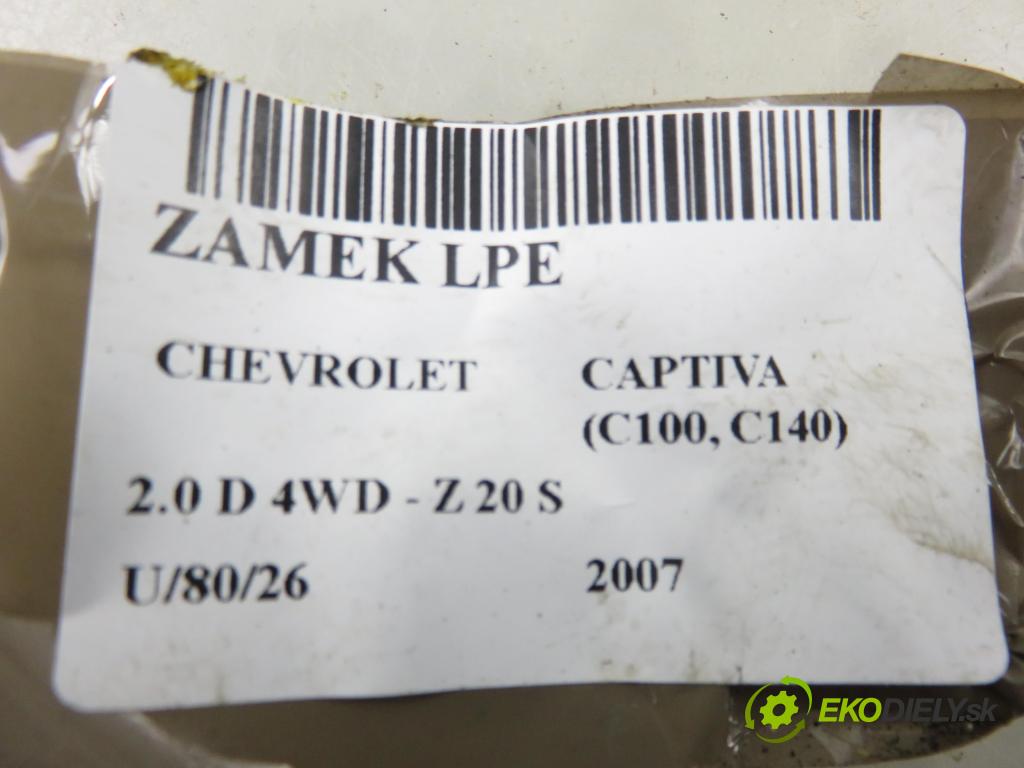 ZAMEK LPE
CHEVROLET CAPTIVA
(C100, C140)
2.0 D 4WD - Z 20 S
U/80/26 2007
EKODIELY.sk